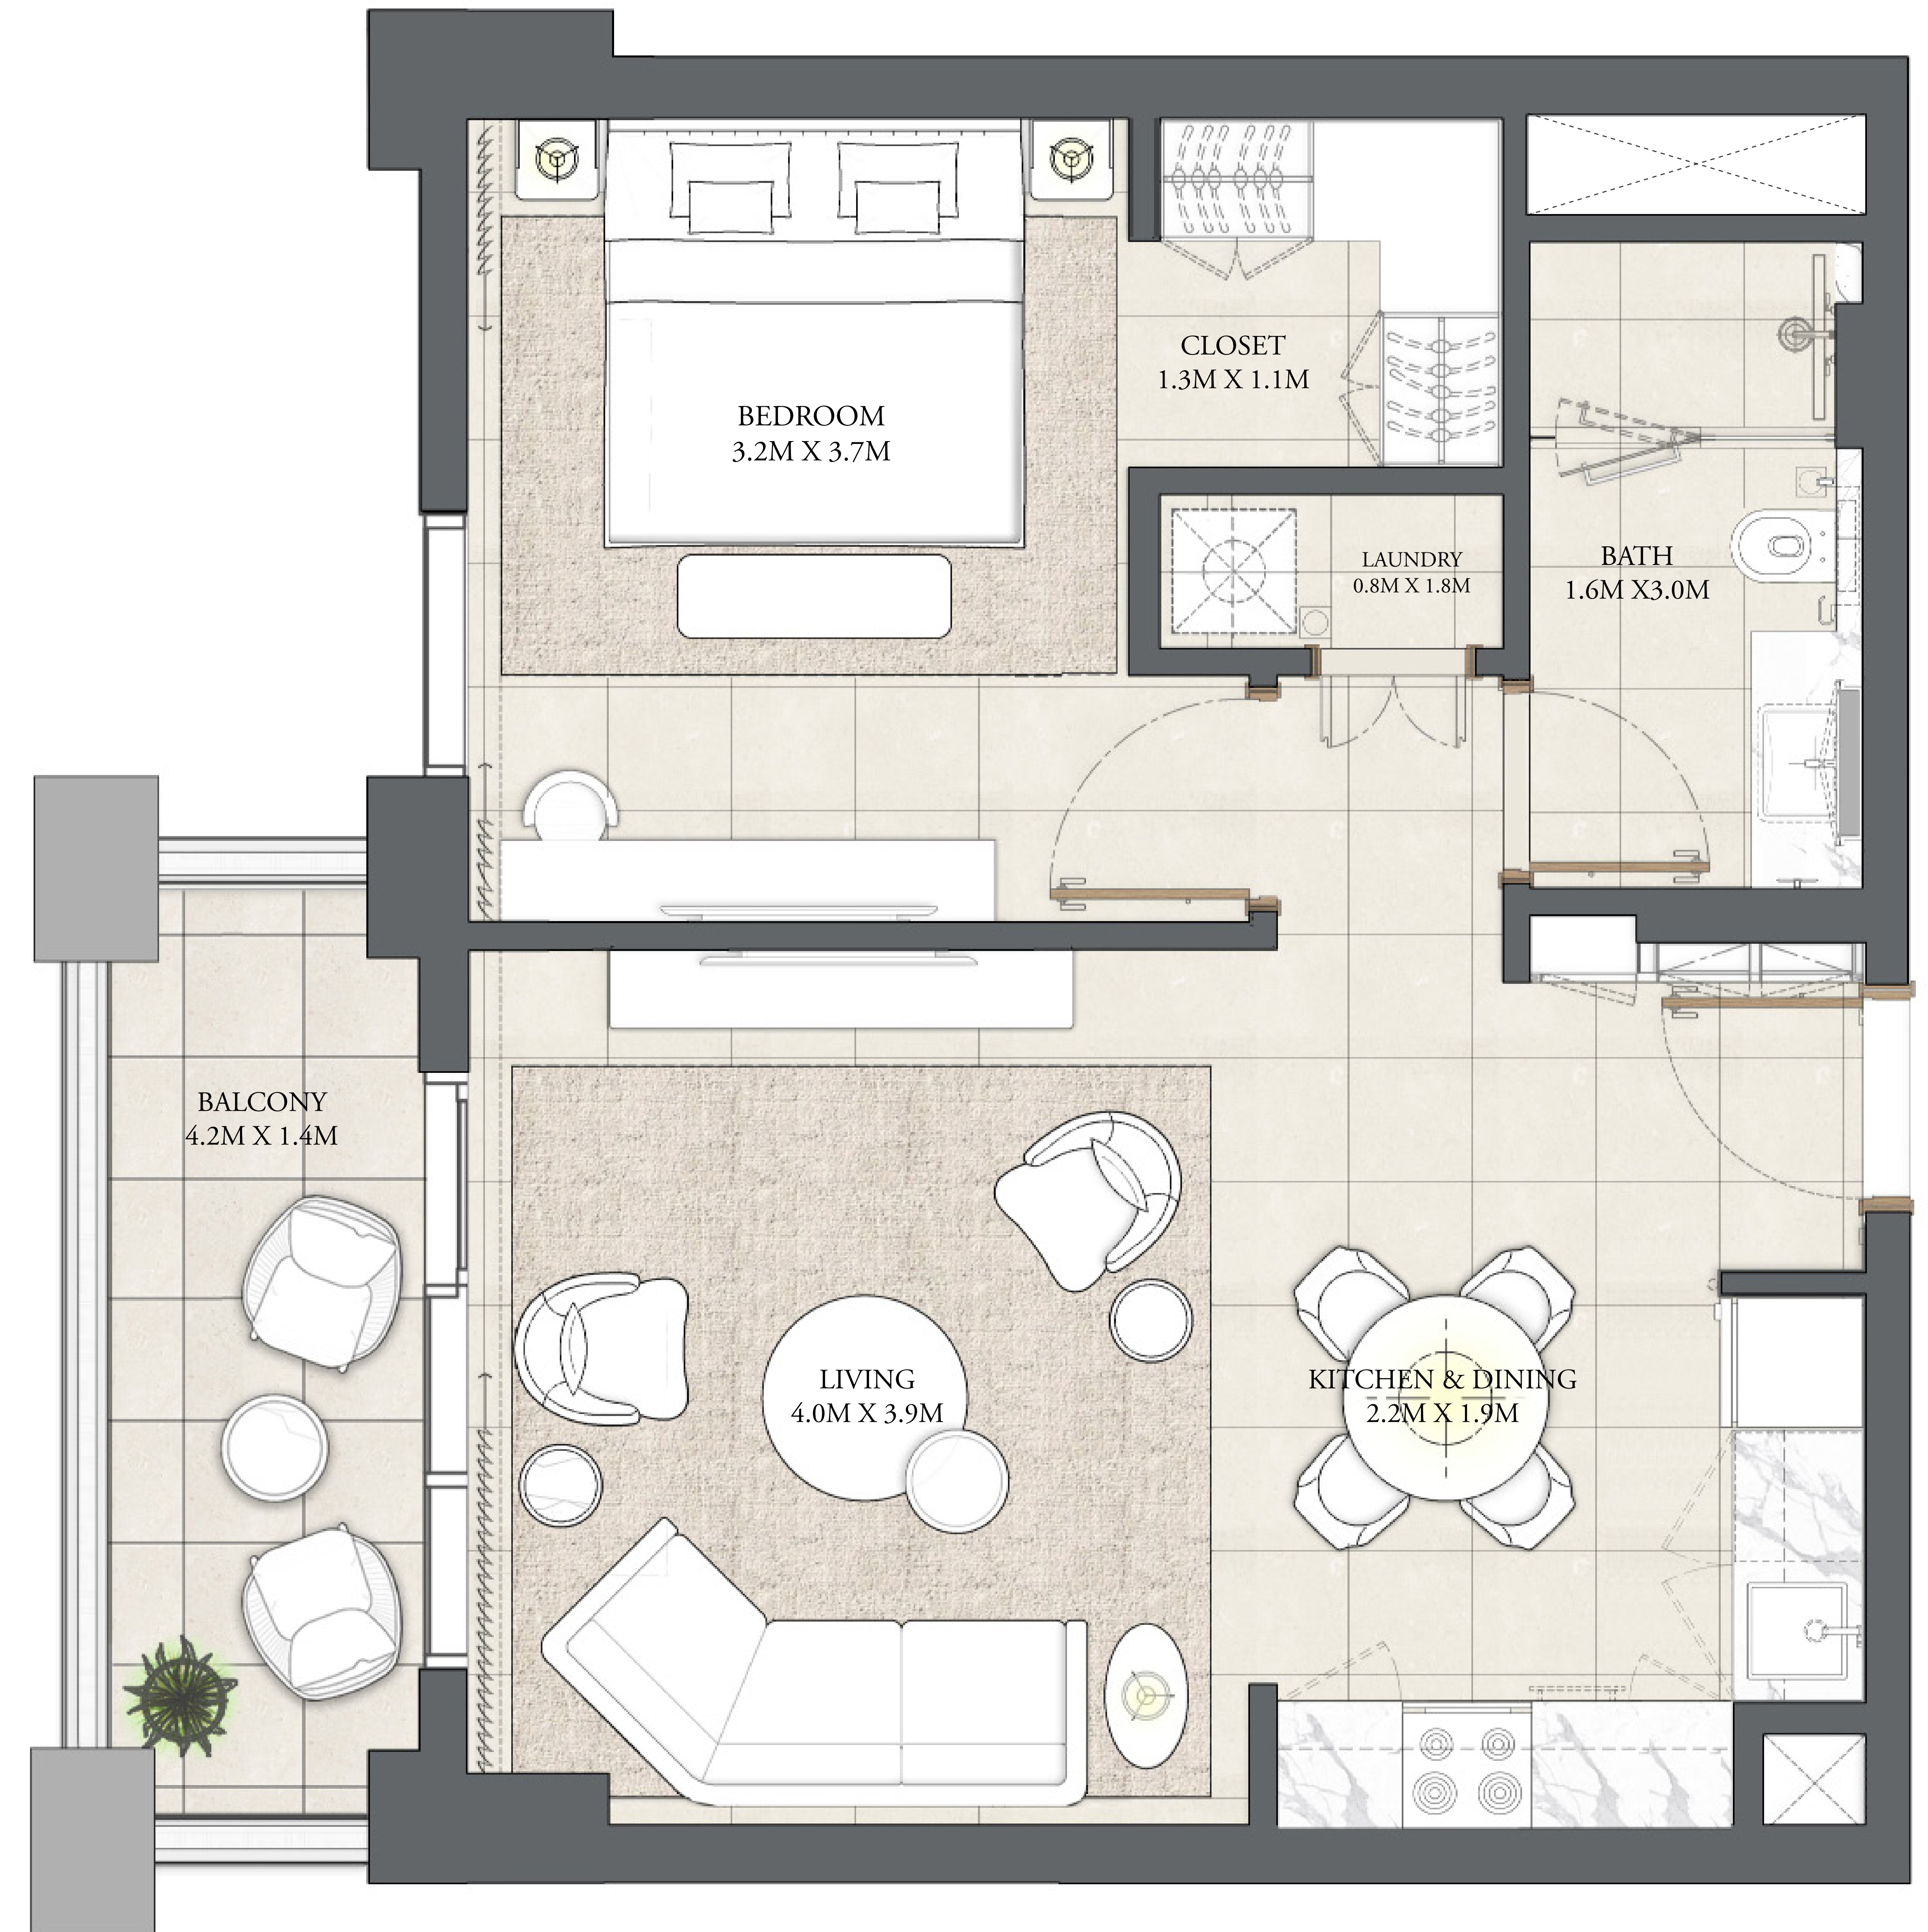 CLOSET
1.3M X 1.1M
BEDROOM
3.2M X 3.7M
LAUNDRY
0.8M X 1.8M
BATH
1.6M X3.0M
BALCONY
4.2M X 1.4M
LIVING
4.0M X 3.9M
KITCHEN & DINING
2.2M X 1.9M